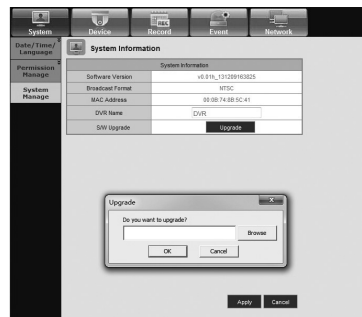 System Device Record Event Network
REC
Date/Time/
Language
Permission
Manage
System
Manage
System Information
System Information
Software Version v0.01h_131209163825
Broadcast Format NTSC
MAC Address 00:0B:74:8B:5C:41
DVR Name DVR
S/W Upgrade Upgrade
Upgrade
Do you want to upgrade?
Browse
OK Cancel
Apply Cancel